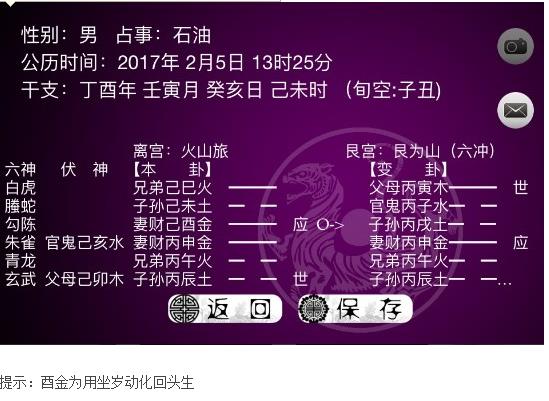 性别：男 占事：石油
公历时间：2017年 2月5日 13时25分
干支：丁酉年 壬寅月 癸亥日 己未时 （旬空:子丑)
离宫：火山旅 艮宫：艮为山（六冲）
六神 伏 神 【本 卦】 【变 卦】
白虎 兄弟己巳火 父母丙寅木 世
螣蛇 子孙己未土 官鬼丙子水
勾陈 妻财己酉金 应 O-> 子孙丙戌土
朱雀 官鬼己亥水 妻财丙申金 妻财丙申金 应
青龙 兄弟丙午火 兄弟丙午火
玄武 父母己卯木 子孙丙辰土 世 子孙丙辰土 ...
返 回 保 存
提示：酉金为用坐岁动化回头生